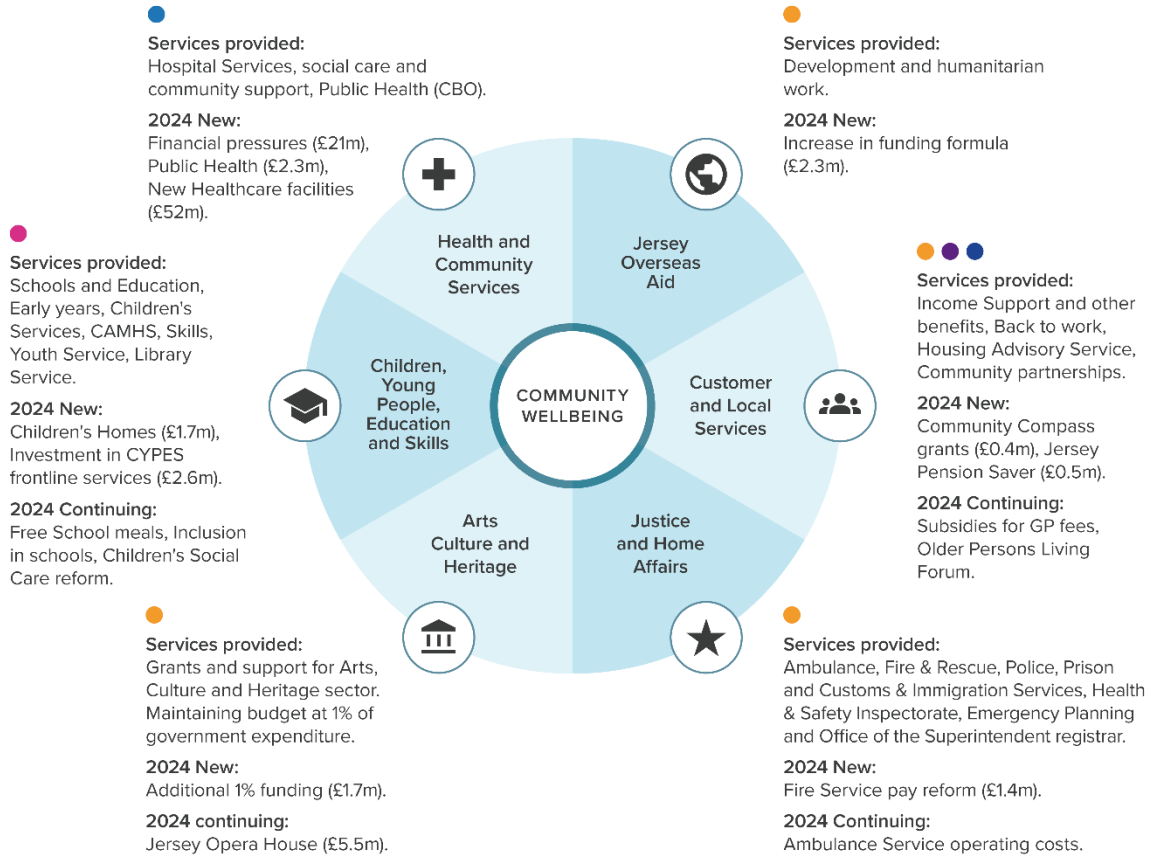 Services provided:
Hospital Services, social care and
community support, Public Health (CBO).
2024 New:
Financial pressures (£21m),
Public Health (£2.3m),
New Healthcare facilities
(£52m).
Services provided:
Development and humanitarian
work.
2024 New:
Increase in funding formula
(£2.3m).
Services provided:
Schools and Education,
Early years, Children's
Services, CAMHS, Skills,
Youth Service, Library
Service.
2024 New:
Children's Homes (£1.7m),
Investment in CYPES
frontline services (£2.6m).
2024 Continuing:
Free School meals, Inclusion
in schools, Children's Social
Care reform.
Health and
Community
Services
Jersey
Overseas
Aid
Children,
Young
People,
Education
and Skills
COMMUNITY
WELLBEING
Customer
and Local
Services
Arts
Culture and
Heritage
Justice
and Home
Affairs
Services provided:
Income Support and other
benefits, Back to work,
Housing Advisory Service,
Community partnerships.
2024 New:
Community Compass
grants (£0.4m), Jersey
Pension Saver (£0.5m).
2024 Continuing:
Subsidies for GP fees,
Older Persons Living
Forum.
Services provided:
Grants and support for Arts,
Culture and Heritage sector.
Maintaining budget at 1% of
government expenditure.
2024 New:
Additional 1% funding (£1.7m).
2024 continuing:
Jersey Opera House (£5.5m).
Services provided:
Ambulance, Fire & Rescue, Police, Prison
and Customs & Immigration Services, Health
& Safety Inspectorate, Emergency Planning
and Office of the Superintendent registrar.
2024 New:
Fire Service pay reform (£1.4m).
2024 Continuing:
Ambulance Service operating costs.